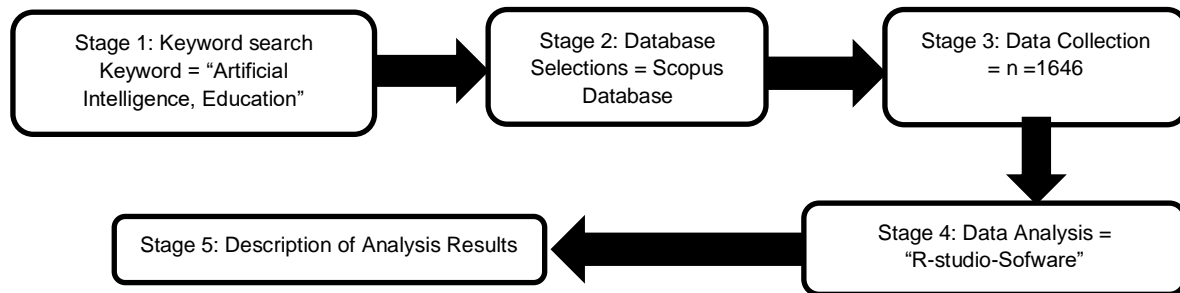 Stage 1: Keyword search
Keyword = “Artificial
Intelligence, Education”
Stage 2: Database
Selections = Scopus
Database
Stage 3: Data Collection
= n =1646
Stage 4: Data Analysis =
“R-studio-Sofware”
Stage 5: Description of Analysis Results